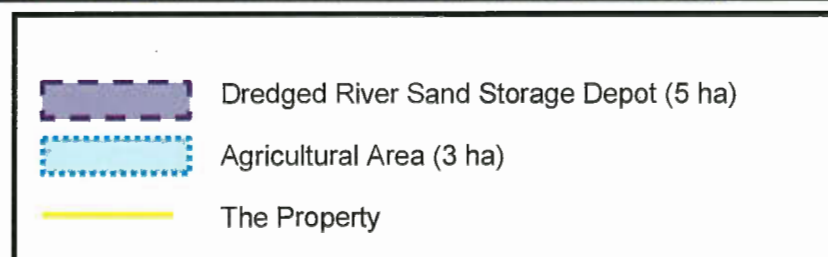 Dredged River Sand Storage Depot (5 ha)
Agricultural Area (3 ha)
The Property